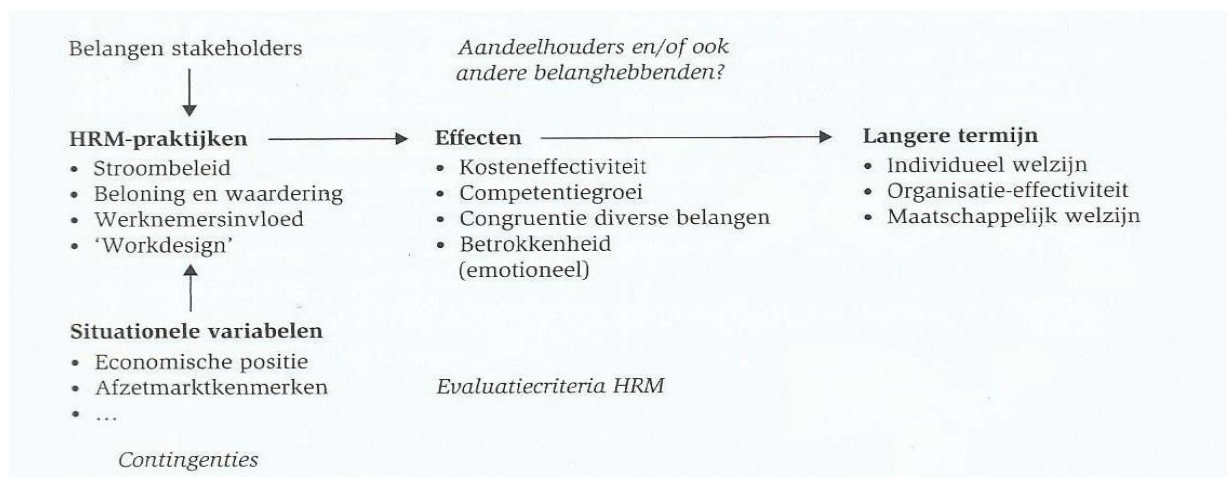 Belangen stakeholders
Aandeelhouders en/of ook
andere belanghebbenden?
HRM-praktijken
• Stroombeleid
• Beloning en waardering
• Werknemersinvloed
• ‘Workdesign’
Effecten
• Kosteneffectiviteit
• Competentiegroei
• Congruentie diverse belangen
• Betrokkenheid
(emotioneel)
Langere termijn
• Individueel welzijn
• Organisatie-effectiviteit
• Maatschappelijk welzijn
Situationele variabelen
• Economische positie
• Afzetmarktkenmerken
• ...
Evaluatiecriteria HRM
Contingenties